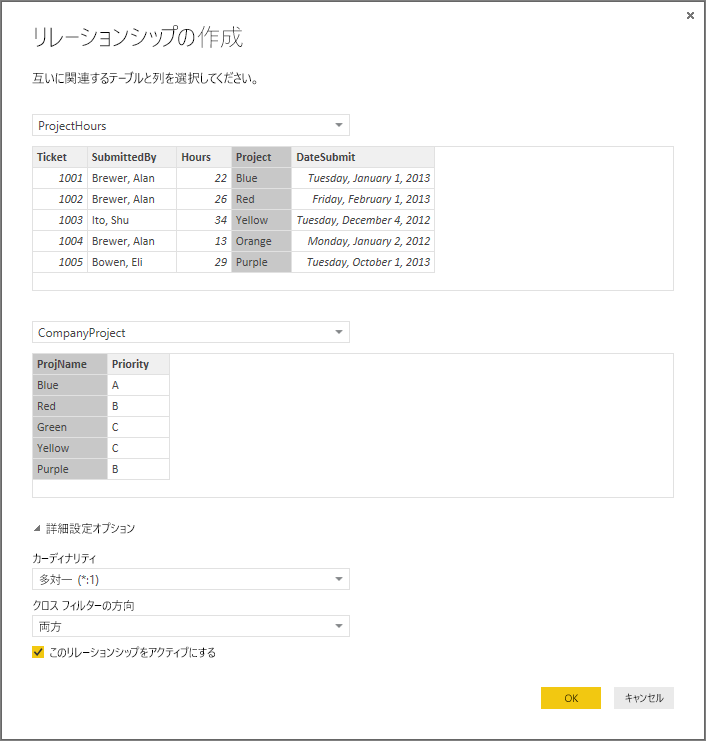 リレーションシップの作成
互いに関連するテーブルと列を選択してください。
ProjectHours
Ticket SubmittedBy Hours Project DateSubmit
1001 Brewer, Alan 22 Blue Tuesday, January 1, 2013
1002 Brewer, Alan 26 Red Friday, February 1, 2013
1003 Ito, Shu 34 Yellow Tuesday, December 4, 2012
1004 Brewer, Alan 13 Orange Monday, January 2, 2012
1005 Bowen, Eli 29 Purple Tuesday, October 1, 2013
CompanyProject
ProjName Priority
Blue A
Red B
Green C
Yellow C
Purple B
詳細設定オプション
カーディナリティ
多対一 (*:1)
クロス フィルターの方向
両方
このリレーションシップをアクティブにする
OK キャンセル